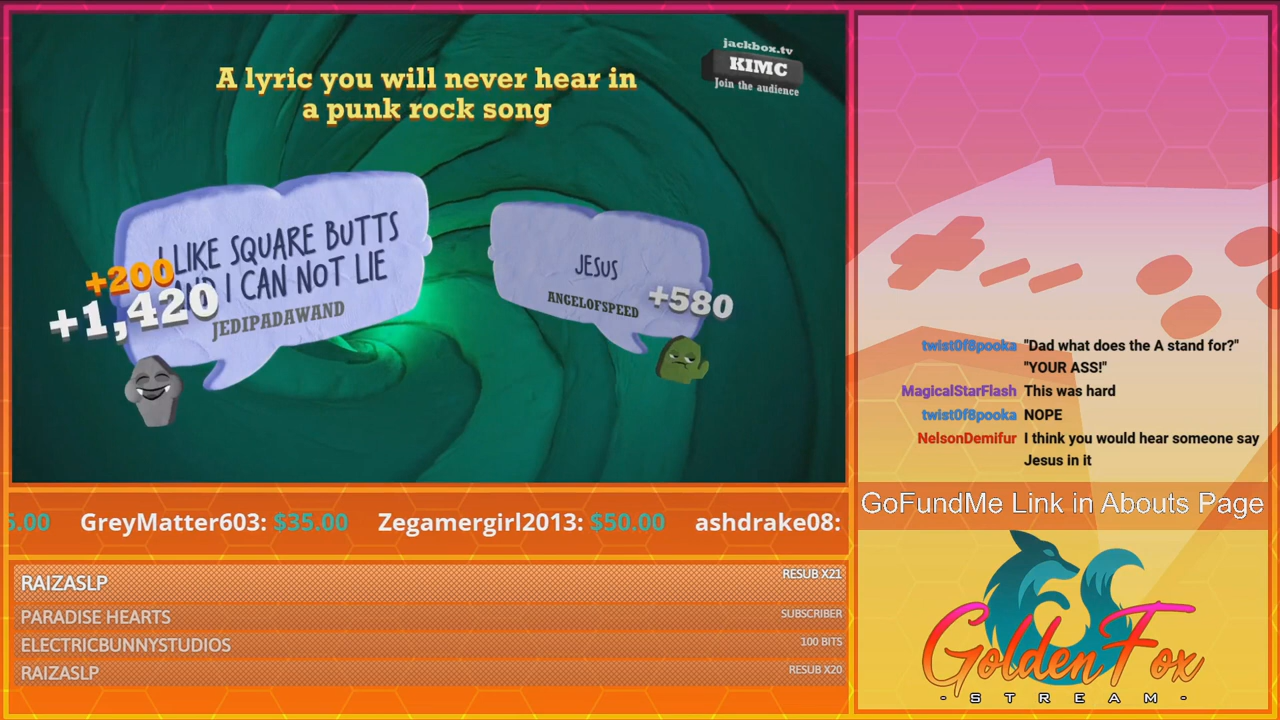 jackbox.tv
KIMC
Join the audience
A lyric you will never hear in
a punk rock song
I LIKE SQUARE BUTTS
AND I CAN NOT LIE
JEDIPADAWAND
+200
+1,420
JESUS
ANGELOFSPEED
+580
twist0f8pooka "Dad what does the A stand for?"
"YOUR ASS!"
MagicalStarFlash This was hard
twist0f8pooka NOPE
NelsonDemifur I think you would hear someone say
Jesus in it
GoFundMe Link in Abouts Page
5.00 GreyMatter603: $35.00 Zegamergirl2013: $50.00 ashdrake08:
RAIZASLP RESUB X21
PARADISE HEARTS SUBSCRIBER
ELECTRICBUNNYSTUDIOS 100 BITS
RAIZASLP RESUB X20
GoldenFox
- STREAM -